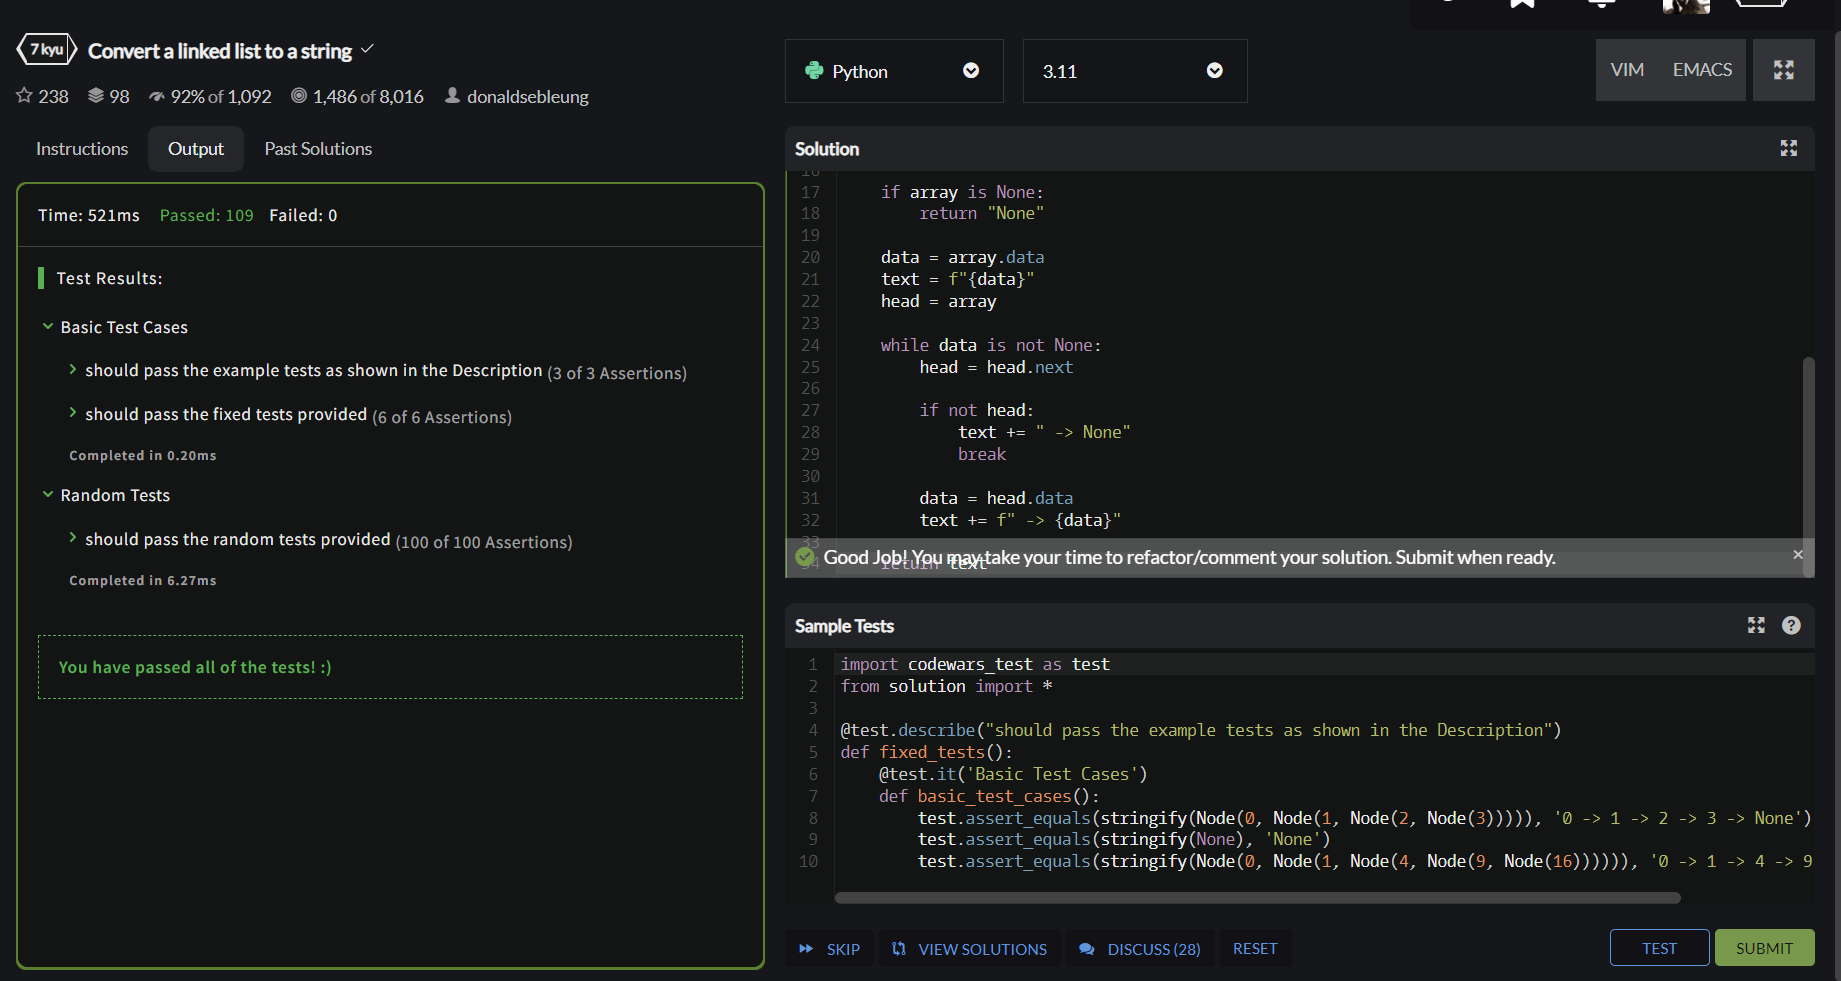 7 kyu Convert a linked list to a string
238 98 92% of 1,092 1,486 of 8,016 donaldsebleung
Instructions Output Past Solutions
Time: 521ms Passed: 109 Failed: 0
Test Results:
Basic Test Cases
should pass the example tests as shown in the Description (3 of 3 Assertions)
should pass the fixed tests provided (6 of 6 Assertions)
Completed in 0.20ms
Random Tests
should pass the random tests provided (100 of 100 Assertions)
Completed in 6.27ms
You have passed all of the tests! :)
Python 3.11 VIM EMACS
Solution
16
17 if array is None:
18 return "None"
19
20 data = array.data
21 text = f"{data}"
22 head = array
23
24 while data is not None:
25 head = head.next
26
27 if not head:
28 text += " -> None"
29 break
30
31 data = head.data
32 text += f" -> {data}"
33
34 return text
Good Job! You may take your time to refactor/comment your solution. Submit when ready.
Sample Tests
1 import codewars_test as test
2 from solution import *
3
4 @test.describe("should pass the example tests as shown in the Description")
5 def fixed_tests():
6 @test.it('Basic Test Cases')
7 def basic_test_cases():
8 test.assert_equals(stringify(Node(0, Node(1, Node(2, Node(3))))), '0 -> 1 -> 2 -> 3 -> None')
9 test.assert_equals(stringify(None), 'None')
10 test.assert_equals(stringify(Node(0, Node(1, Node(4, Node(9, Node(16)))))), '0 -> 1 -> 4 -> 9
SKIP VIEW SOLUTIONS DISCUSS (28) RESET TEST SUBMIT